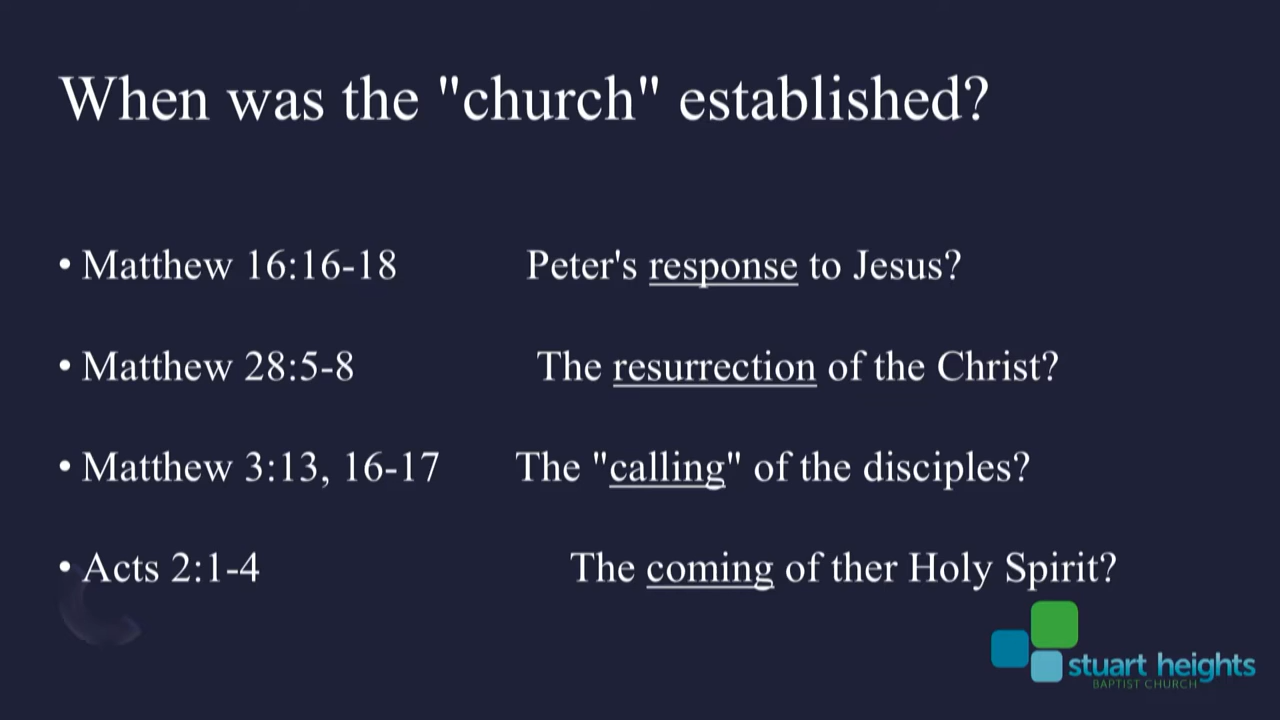 When was the "church" established?
• Matthew 16:16-18 Peter's response to Jesus?
• Matthew 28:5-8 The resurrection of the Christ?
• Matthew 3:13, 16-17 The "calling" of the disciples?
• Acts 2:1-4 The coming of ther Holy Spirit?
stuart heights
BAPTIST CHURCH